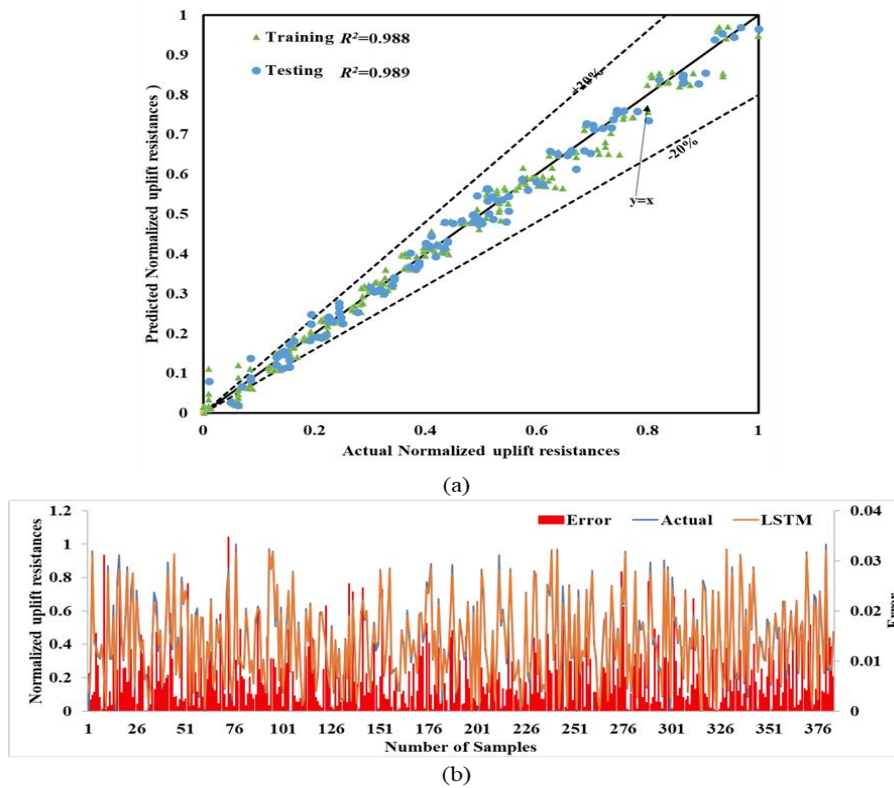 Training R²=0.988
Testing R²=0.989
+20%
-20%
y=x
Predicted Normalized uplift resistances )
1
0.9
0.8
0.7
0.6
0.5
0.4
0.3
0.2
0.1
0
0 0.2 0.4 0.6 0.8 1
Actual Normalized uplift resistances
(a)
Error Actual LSTM
Normalized uplift resistances
1.2
1
0.8
0.6
0.4
0.2
0
0.04
0.03
0.02
0.01
0
Error
1 26 51 76 101 126 151 176 201 226 251 276 301 326 351 376
Number of Samples
(b)